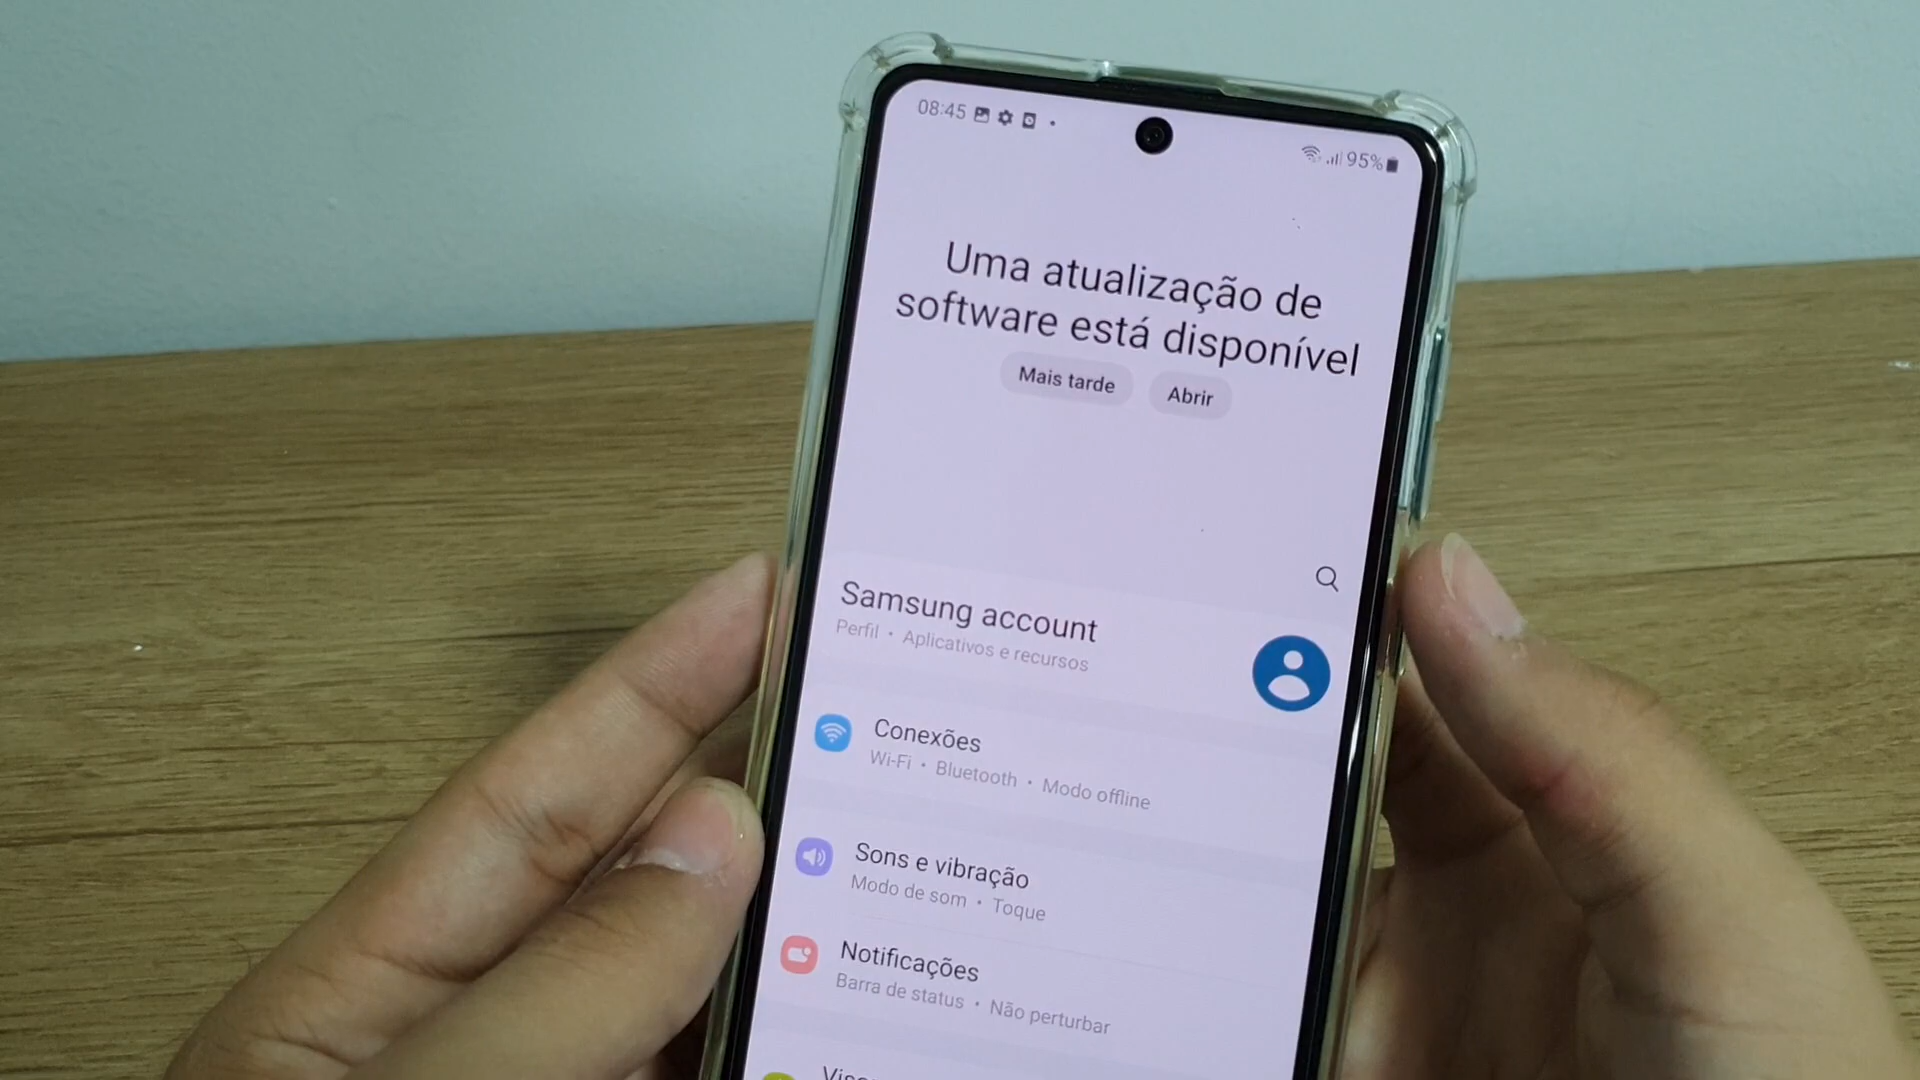 08:45
95%
Uma atualização de
software está disponível
Mais tarde
Abrir
Samsung account
Perfil • Aplicativos e recursos
Conexões
Wi-Fi • Bluetooth • Modo offline
Sons e vibração
Modo de som • Toque
Notificações
Barra de status • Não perturbar